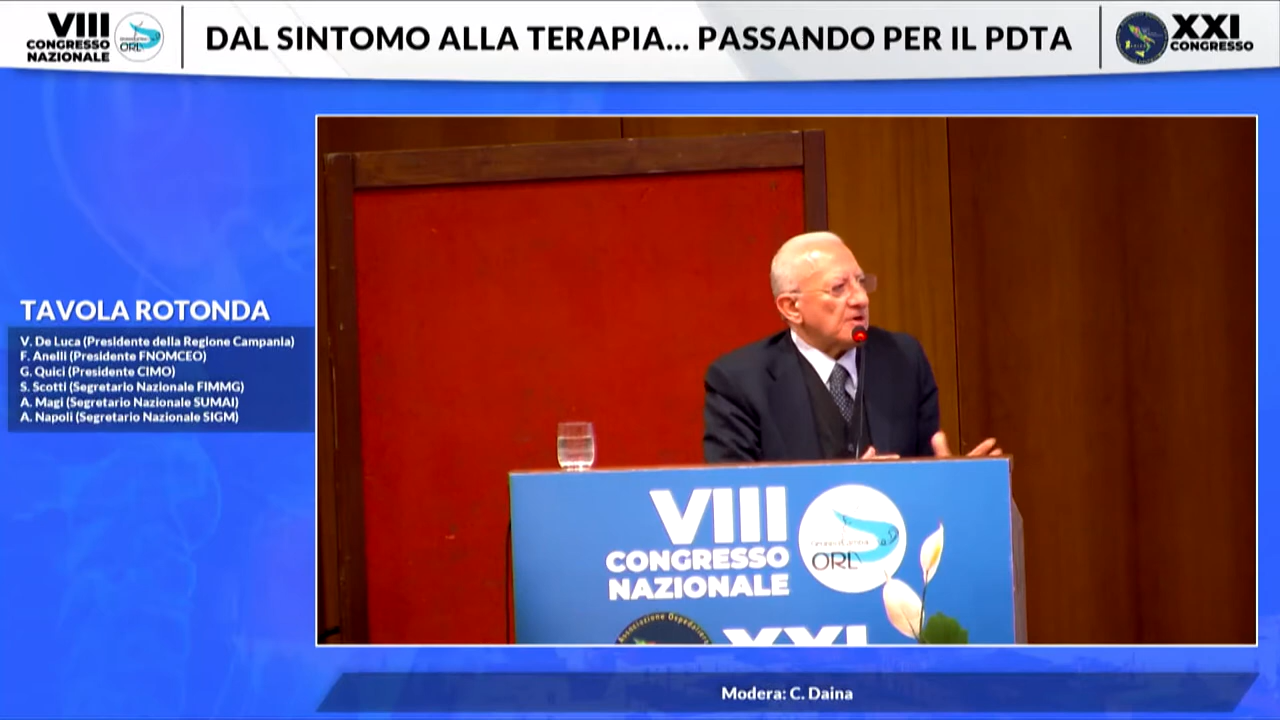 VIII
CONGRESSO
NAZIONALE
ORL
DAL SINTOMO ALLA TERAPIA... PASSANDO PER IL PDTA
XXI
CONGRESSO
TAVOLA ROTONDA
V. De Luca (Presidente della Regione Campania)
F. Anelli (Presidente FNOMCEO)
G. Quici (Presidente CIMO)
S. Scotti (Segretario Nazionale FIMMG)
A. Magi (Segretario Nazionale SUMAI)
A. Napoli (Segretario Nazionale SIGM)
VIII
CONGRESSO
NAZIONALE
ORL
Associazione Ospedaliera
XXI
Modera: C. Daina